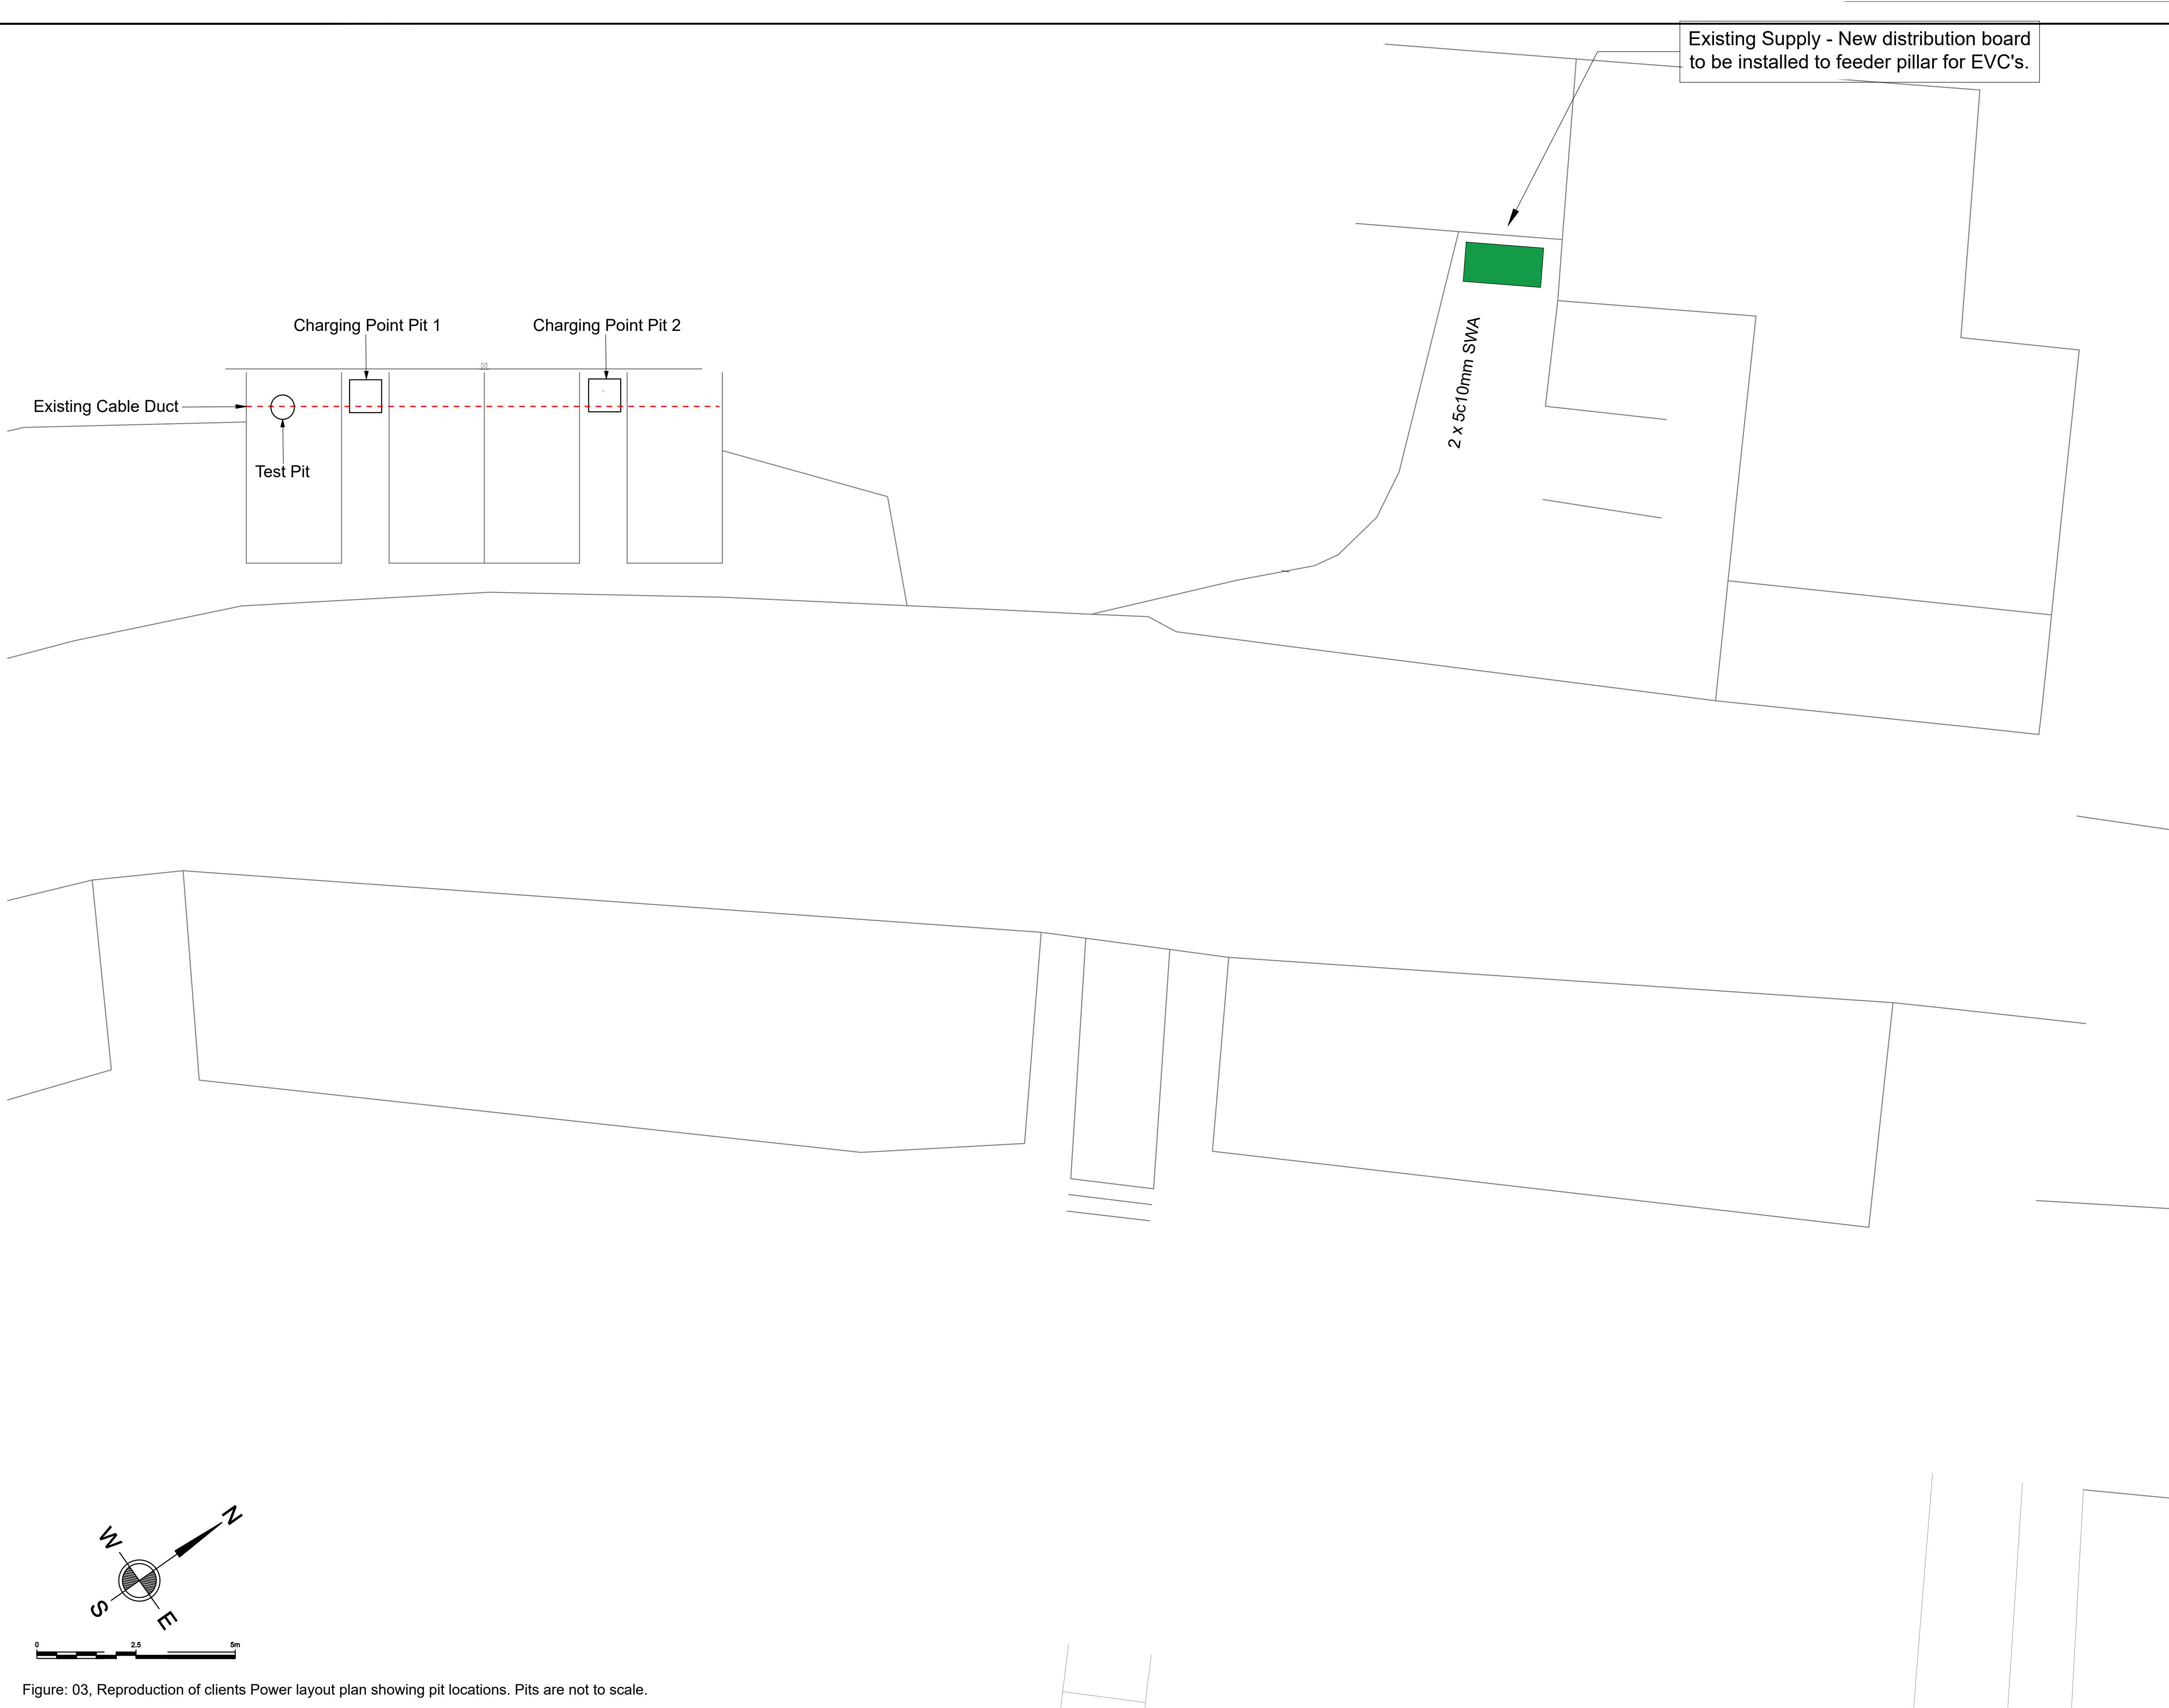 Existing Supply - New distribution board
to be installed to feeder pillar for EVC's.
Charging Point Pit 1
Charging Point Pit 2
2 x 5c10mm SWA
Existing Cable Duct
Test Pit
N
W
S
E
0 2.5 5m
Figure: 03, Reproduction of clients Power layout plan showing pit locations. Pits are not to scale.